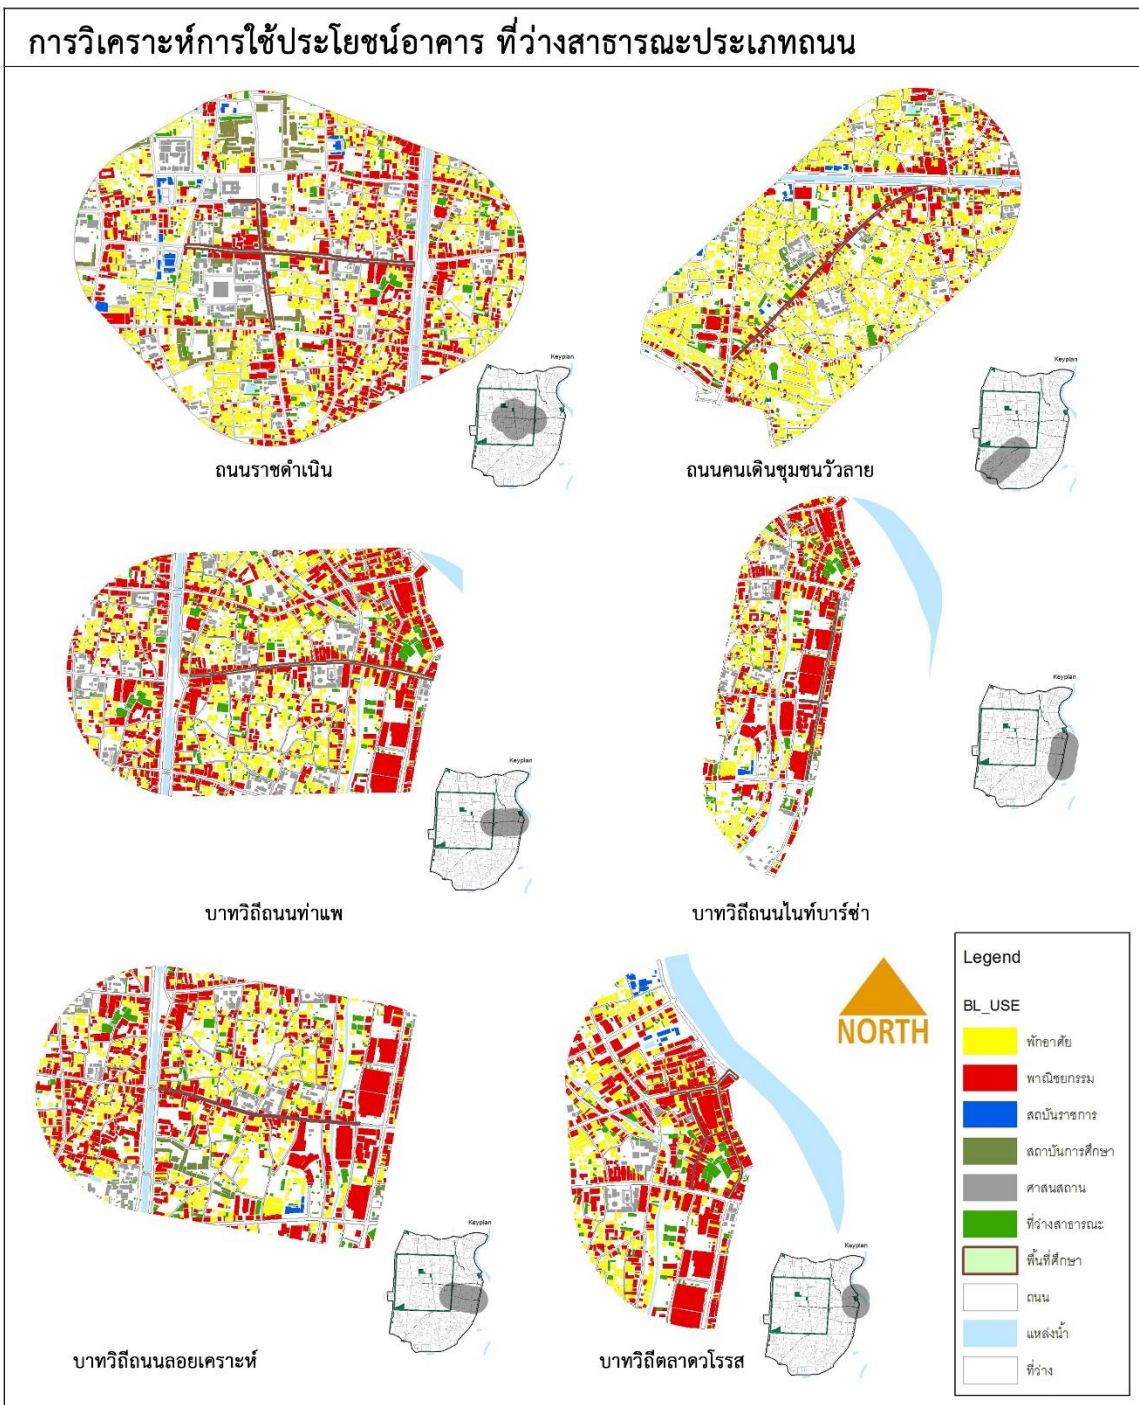 การวิเคราะห์การใช้ประโยชน์อาคาร ที่ว่างสาธารณะประเภทถนน
Keyplan
ถนนราชดำเนิน
Keyplan
ถนนคนเดินชุมชนวัวลาย
Keyplan
บาทวิถีถนนท่าแพ
Keyplan
บาทวิถีถนนไนท์บาร์ซ่า
Keyplan
บาทวิถีถนนลอยเคราะห์
Keyplan
บาทวิถีตลาดวโรรส
NORTH
Legend
BL_USE
พักอาศัย
พาณิชยกรรม
สถบันราชการ
สถาบันการศึกษา
ศาสนสถาน
ที่ว่างสาธารณะ
พื้นที่ศึกษา
ถนน
แหล่งน้ำ
ที่ว่าง